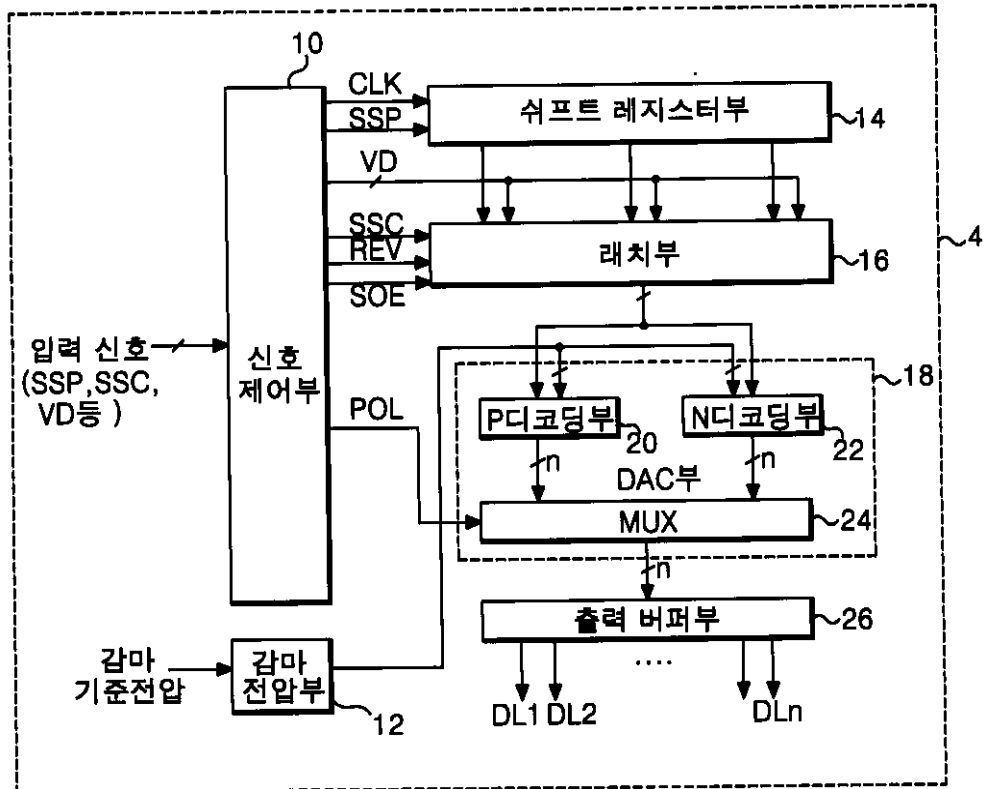 10
CLK
SSP
쉬프트 레지스터부
14
VD
SSC
REV
SOE
래치부
16
4
입력 신호
(SSP,SSC,
VD등 )
신호
제어부
POL
18
P디코딩부
20
N디코딩부
22
n
n
DAC부
MUX
24
n
출력 버퍼부
26
감마
기준전압
감마
전압부
12
....
DL1 DL2
DLn